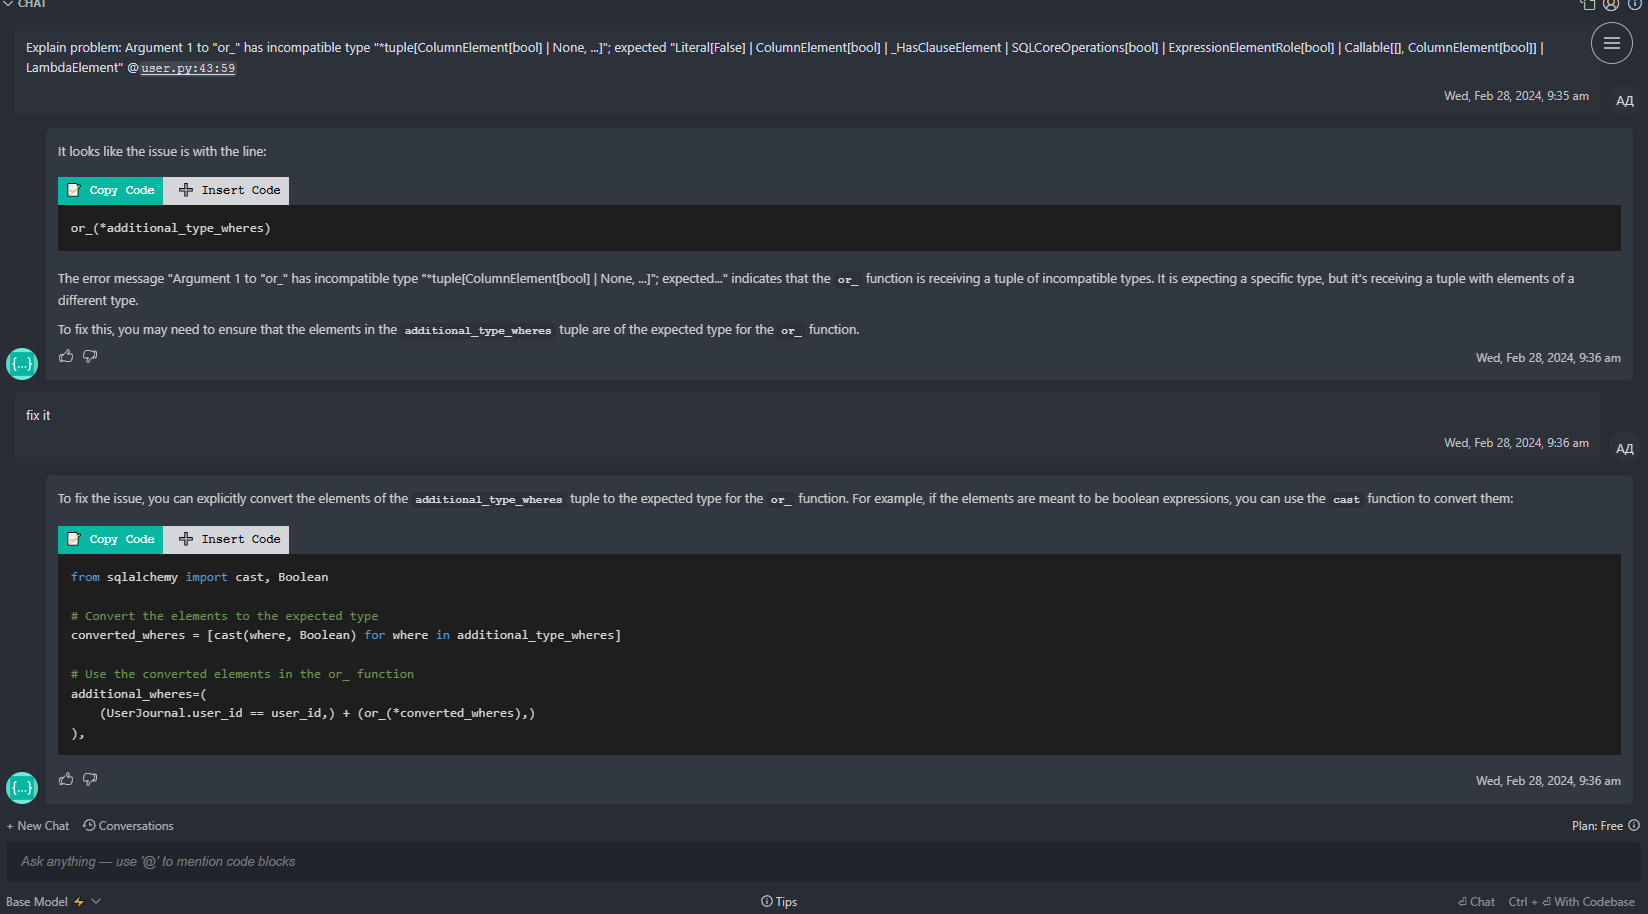 CHAT
Explain problem: Argument 1 to "or_" has incompatible type "*tuple[ColumnElement[bool] | None, ...]"; expected "Literal[False] | ColumnElement[bool] | _HasClauseElement | SQLCoreOperations[bool] | ExpressionElementRole[bool] | Callable[[], ColumnElement[bool]] |
LambdaElement" @user.py:43:59
Wed, Feb 28, 2024, 9:35 am
АД
It looks like the issue is with the line:
Copy Code Insert Code
or_(*additional_type_wheres)
The error message "Argument 1 to "or_" has incompatible type "*tuple[ColumnElement[bool] | None, ...]"; expected..." indicates that the or_ function is receiving a tuple of incompatible types. It is expecting a specific type, but it's receiving a tuple with elements of a
different type.
To fix this, you may need to ensure that the elements in the additional_type_wheres tuple are of the expected type for the or_ function.
{...}
Wed, Feb 28, 2024, 9:36 am
fix it
Wed, Feb 28, 2024, 9:36 am
АД
To fix the issue, you can explicitly convert the elements of the additional_type_wheres tuple to the expected type for the or_ function. For example, if the elements are meant to be boolean expressions, you can use the cast function to convert them:
Copy Code Insert Code
from sqlalchemy import cast, Boolean
# Convert the elements to the expected type
converted_wheres = [cast(where, Boolean) for where in additional_type_wheres]
# Use the converted elements in the or_ function
additional_wheres=(
(UserJournal.user_id == user_id,) + (or_(*converted_wheres),)
),
{...}
Wed, Feb 28, 2024, 9:36 am
+ New Chat Conversations
Plan: Free
Ask anything — use '@' to mention code blocks
Base Model
Tips
Chat Ctrl + With Codebase